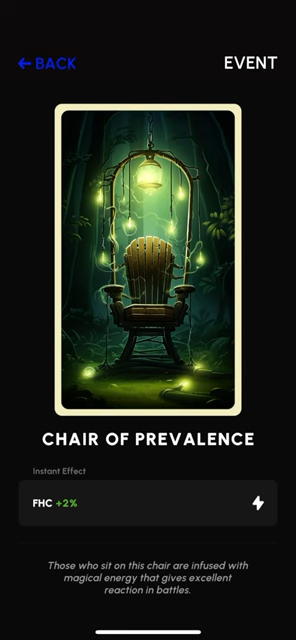 ← BACK
EVENT
CHAIR OF PREVALENCE
Instant Effect
FHC +2%
Those who sit on this chair are infused with
magical energy that gives excellent
reaction in battles.